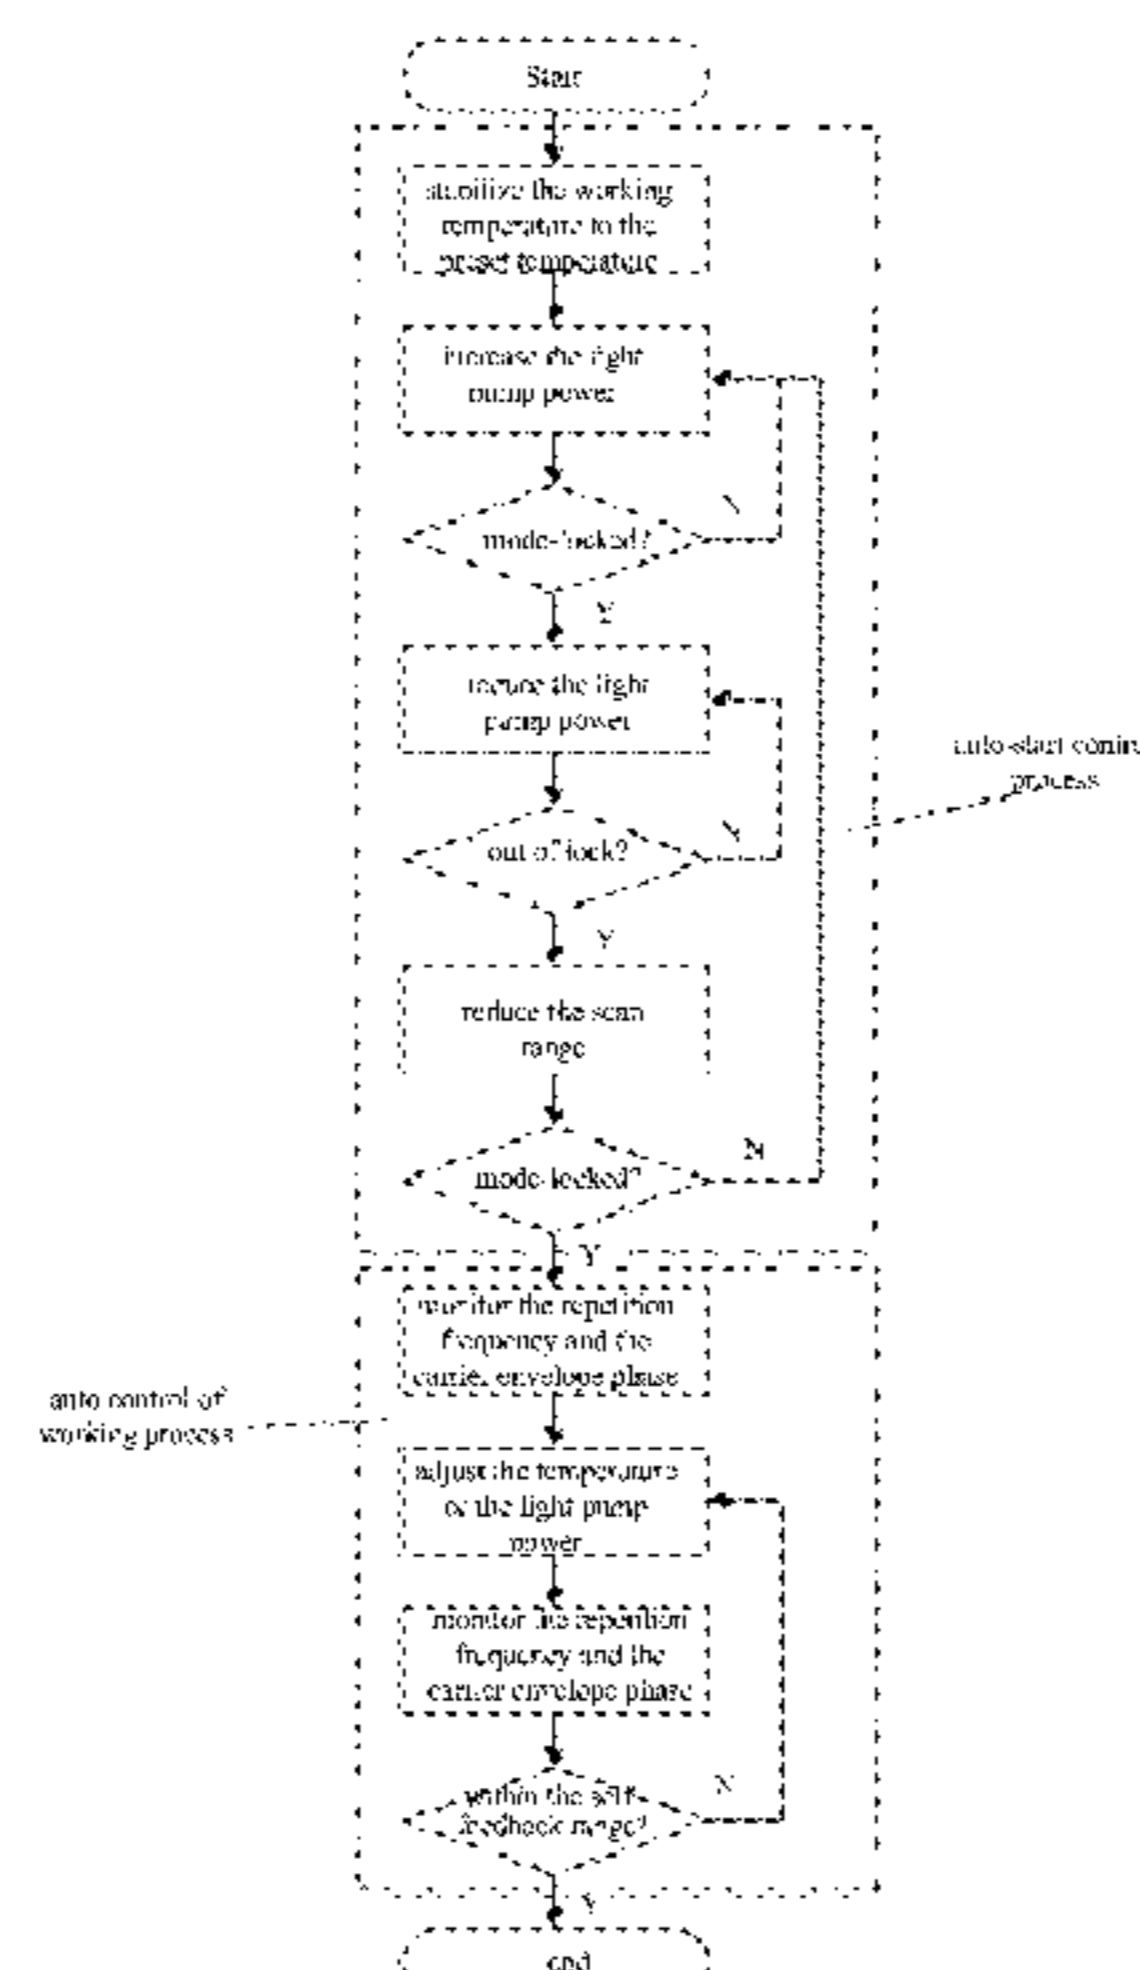 Start
stabilize the working
temperature to the
preset temperature
increase the light
pump power
mode-locked?
N
Y
reduce the light
pump power
out of lock?
N
Y
auto-start contro
process
reduce the scan
range
mode-locked?
N
Y
monitor the repetition
frequency and the
carrier envelope phase
auto control of
working process
adjust the temperature
or the light pump
power
monitor the repetition
frequency and the
carrier envelope phase
within the self-
feedback range?
N
Y
end